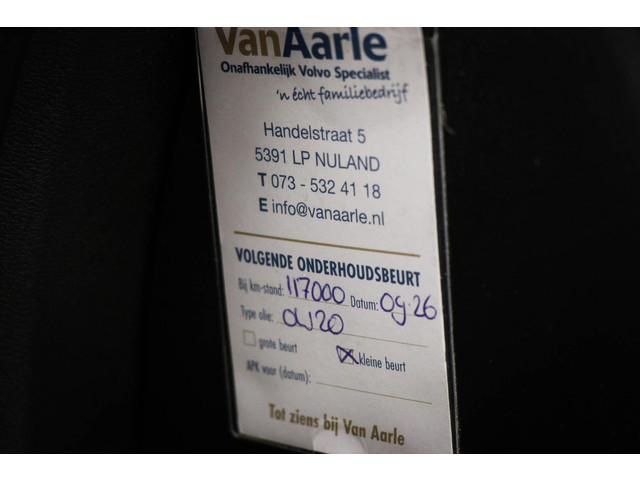 VanAarle
Onafhankelijk Volvo Specialist
'n écht familiebedrijf
Handelstraat 5
5391 LP NULAND
T 073 - 532 41 18
E info@vanaarle.nl
VOLGENDE ONDERHOUDSBEURT
Bij km-stand: 117000 Datum: 09-26
Type olie: 0W20
grote beurt kleine beurt
APK voor (datum):
Tot ziens bij Van Aarle